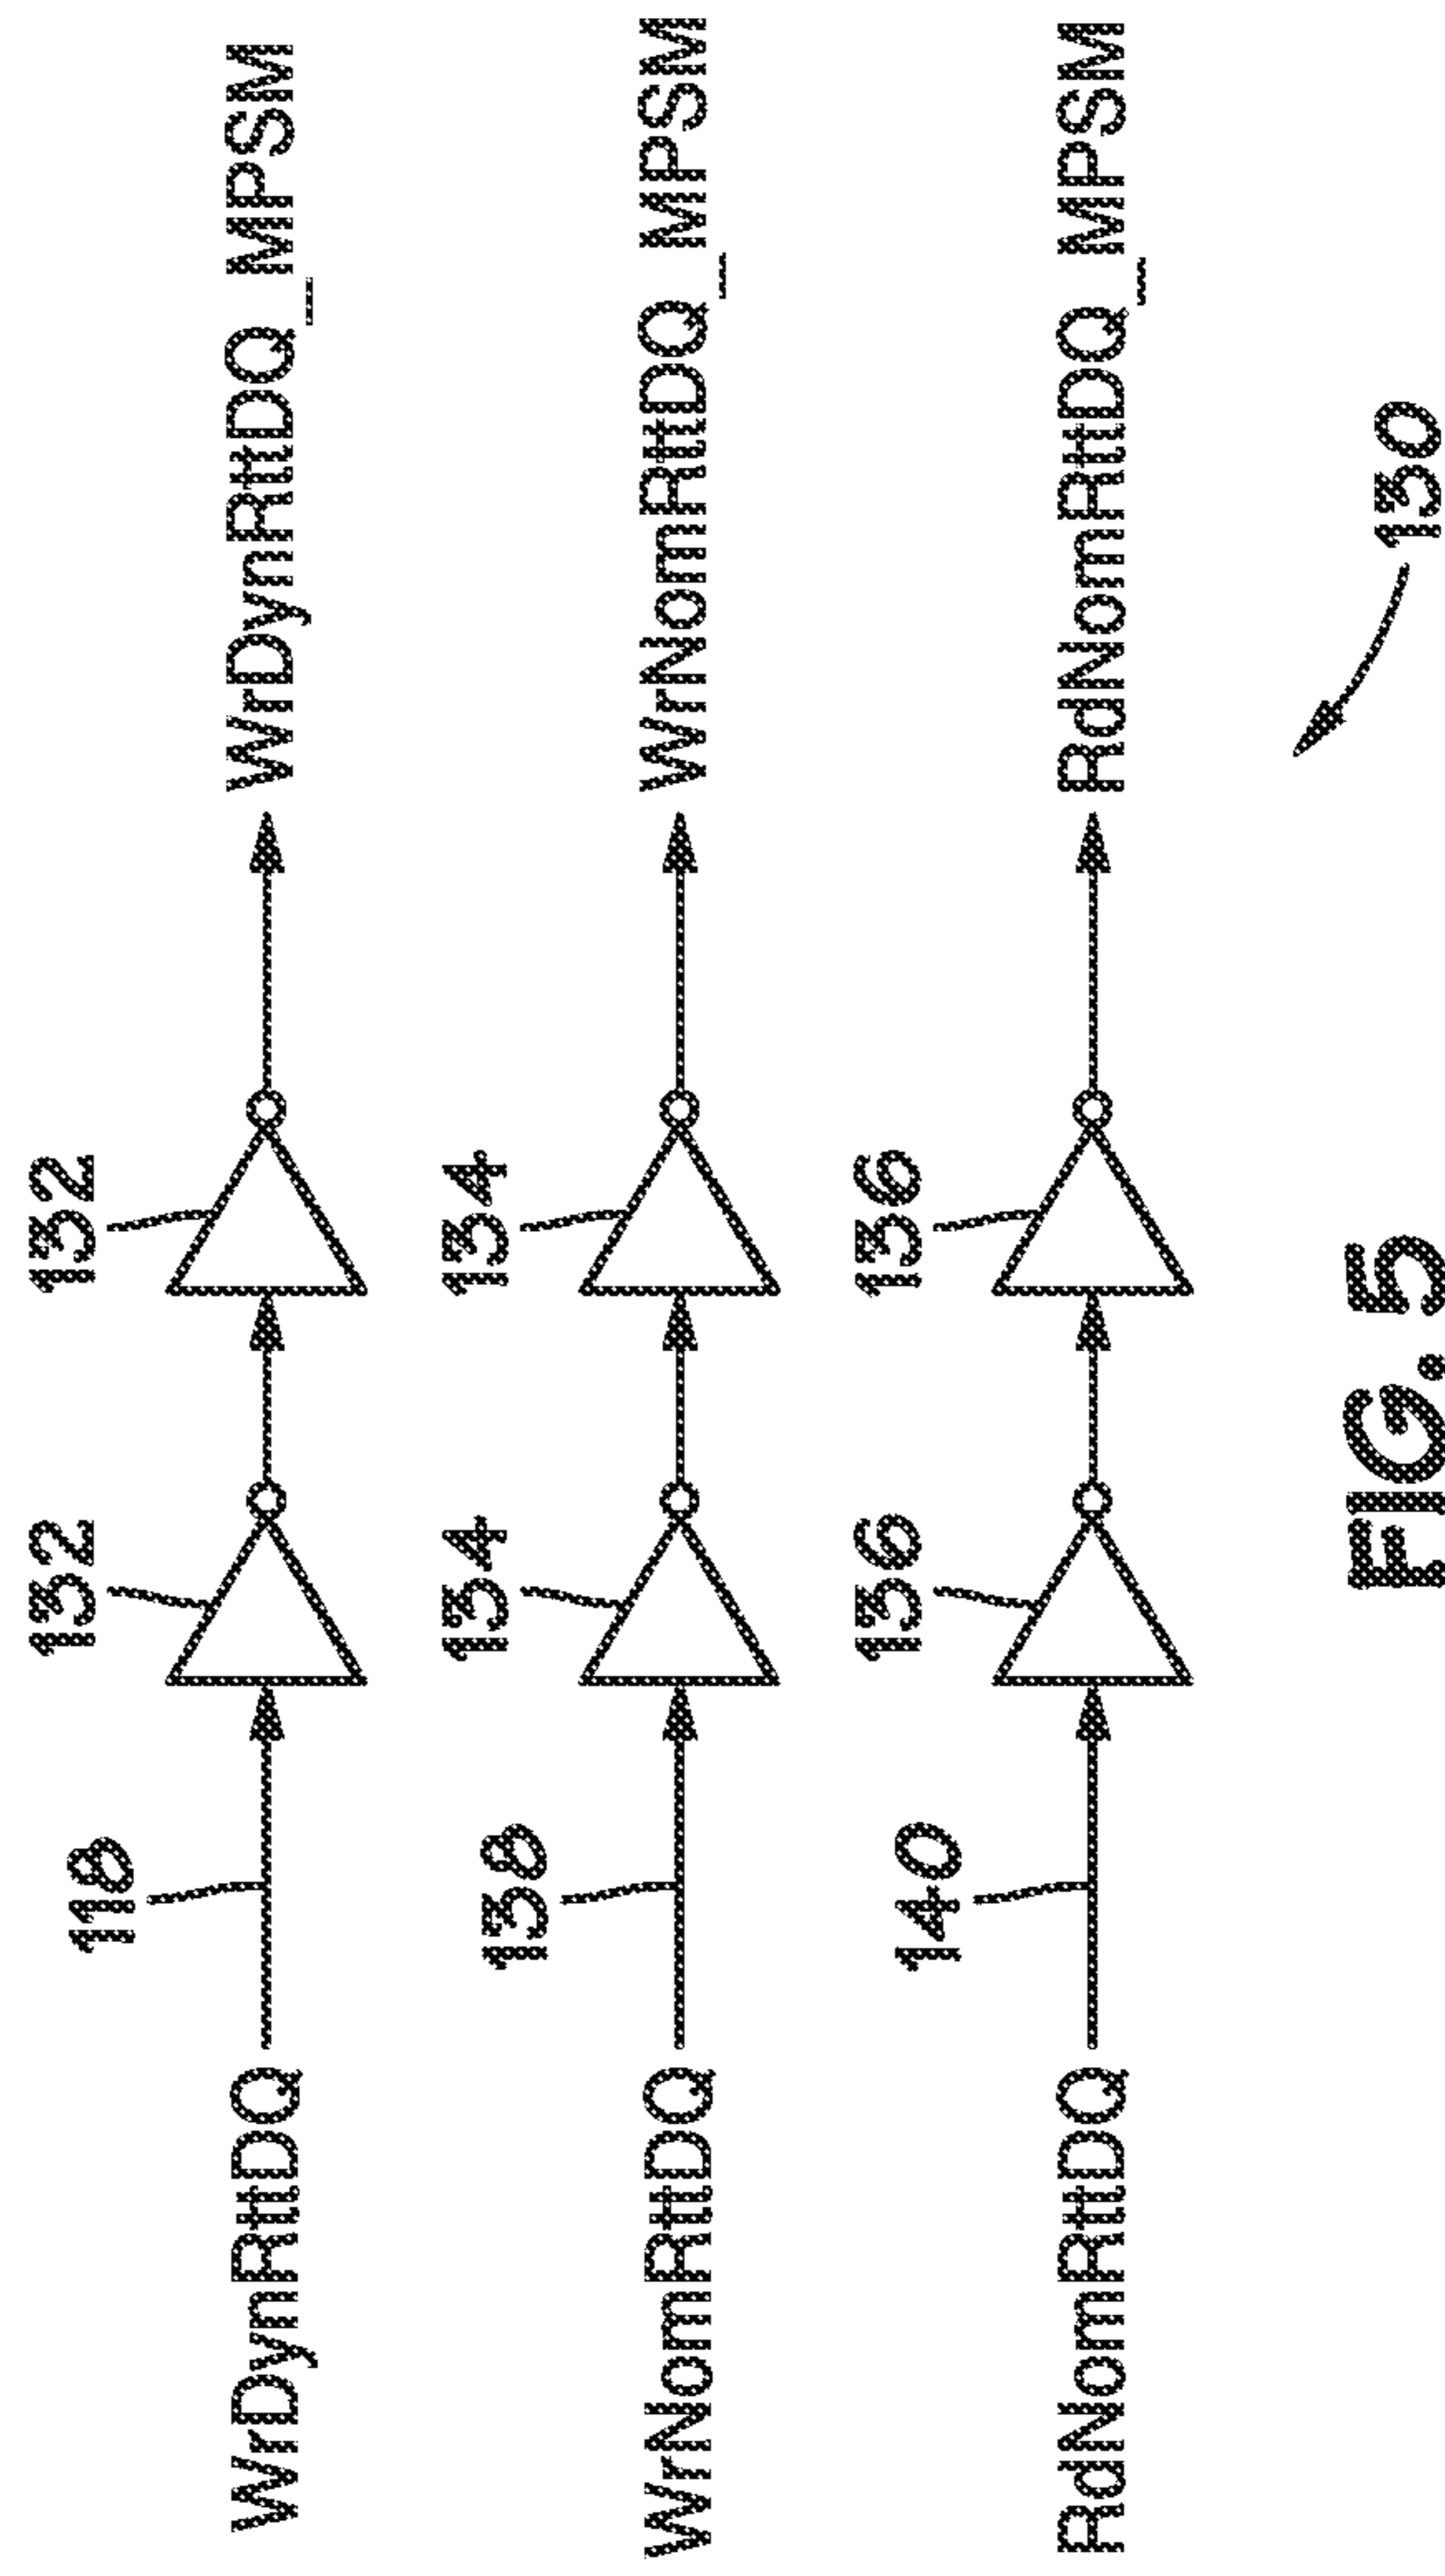 132 132
118
WrDynRttDQ WrDynRttDQ_MPSM
134 134
138
WrNomRttDQ WrNomRttDQ_MPSM
136 136
140
RdNomRttDQ RdNomRttDQ_MPSM
130
FIG. 5